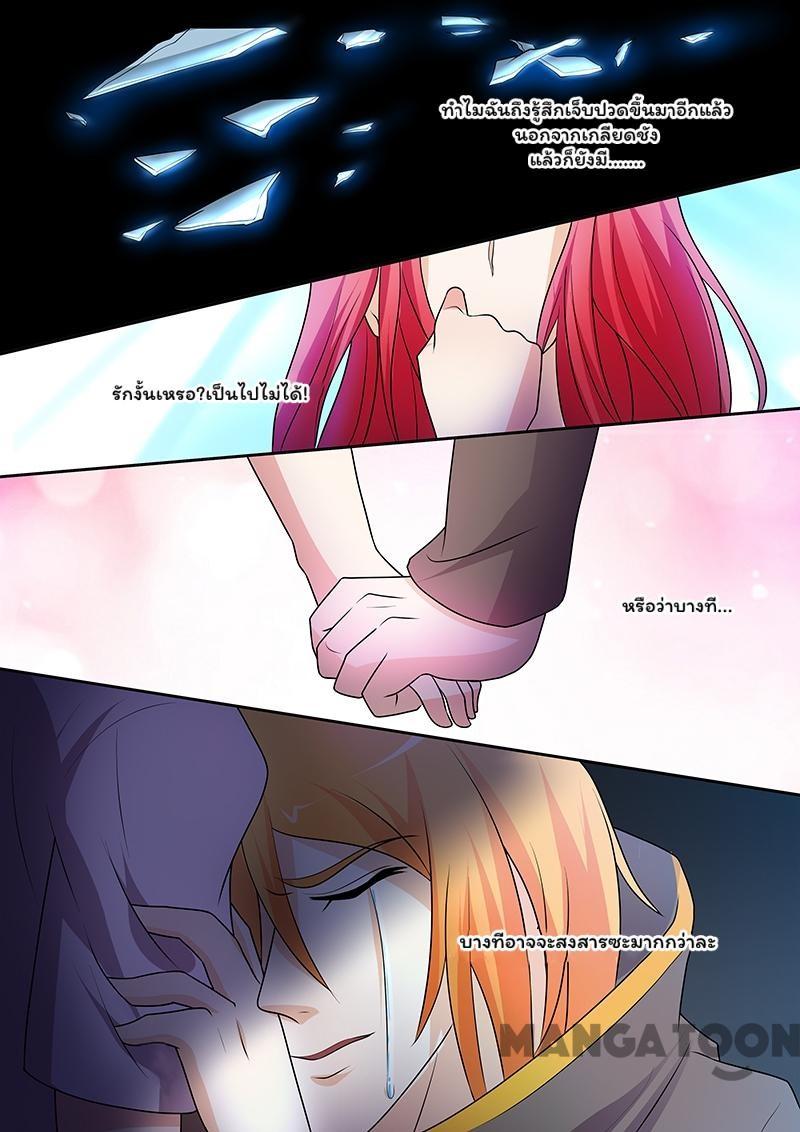 ทำไมฉันถึงรู้สึกเจ็บปวดขึ้นมาอีกแล้ว
นอกจากเกลียดชัง
แล้วก็ยังมี.......
รักงั้นเหรอ?เป็นไปไม่ได้!
หรือว่าบางที...
บางทีอาจจะสงสารซะมากกว่าละ
MANGATOON